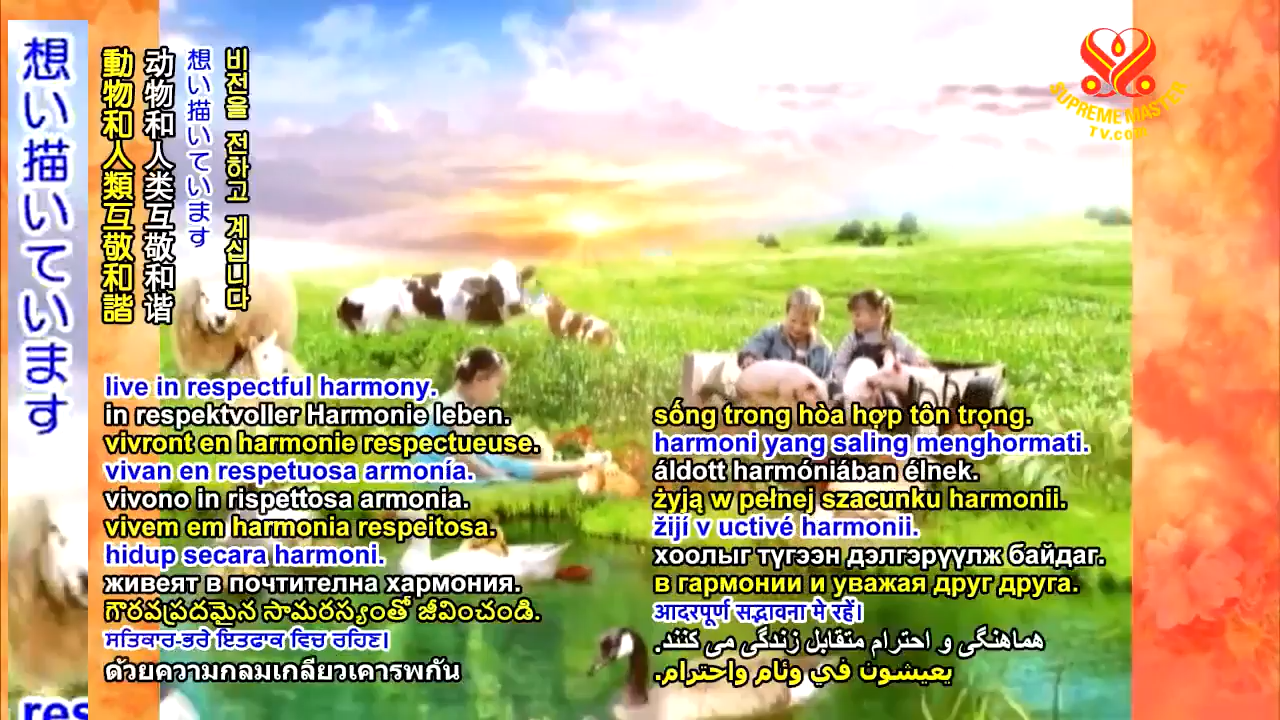 想い描いています
動物和人類互敬和諧
动物和人类互敬和谐
想い描いています
비전을 전하고 계십니다
SUPREME MASTER
TV.com
live in respectful harmony.
in respektvoller Harmonie leben.
vivront en harmonie respectueuse.
vivan en respetuosa armonía.
vivono in rispettosa armonia.
vivem em harmonia respeitosa.
hidup secara harmoni.
живеят в почтителна хармония.
గౌరవప్రదమైన సామరస్యంతో జీవించండి.
ਸਤਿਕਾਰ-ਭਰੇ ਇਤਫਾਕ ਵਿਚ ਰਹਿਣ।
ด้วยความกลมเกลียวเคารพกัน
sống trong hòa hợp tôn trọng.
harmoni yang saling menghormati.
áldott harmóniában élnek.
żyją w pełnej szacunku harmonii.
žijí v uctivé harmonii.
хоолыг түгээн дэлгэрүүлж байдаг.
в гармонии и уважая друг друга.
आदरपूर्ण सद्भावना मे रहें।
هماهنگی و احترام متقابل زندگی می کنند.
يعيشون في وئام واحترام.
res